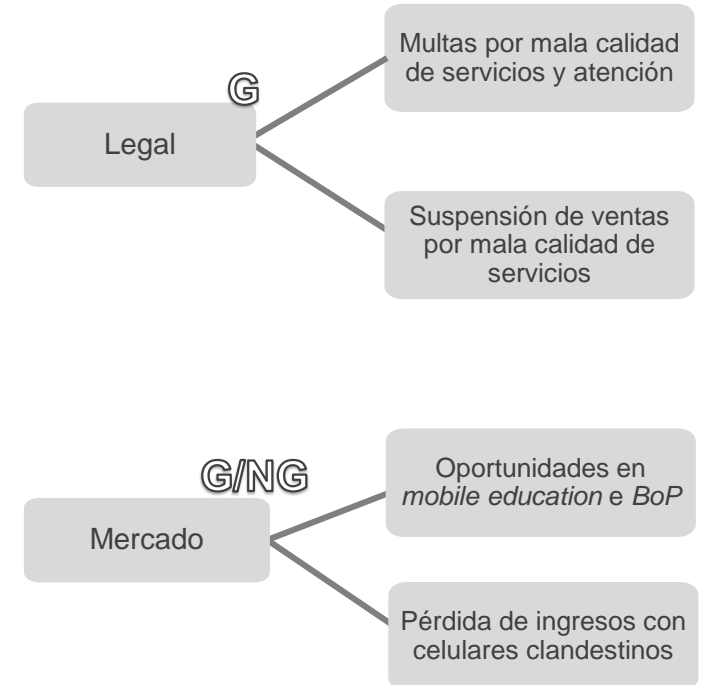 Multas por mala calidad
de servicios y atención
G
Legal
Suspensión de ventas
por mala calidad de
servicios
G/NG
Oportunidades en
mobile education e BoP
Mercado
Pérdida de ingresos con
celulares clandestinos